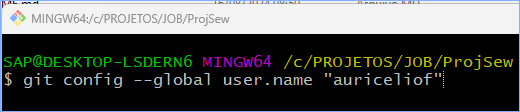 MINGW64:/c/PROJETOS/JOB/ProjSew
SAP@DESKTOP-LSDERN6 MINGW64 /c/PROJETOS/JOB/ProjSew
$ git config --global user.name "auriceliof"